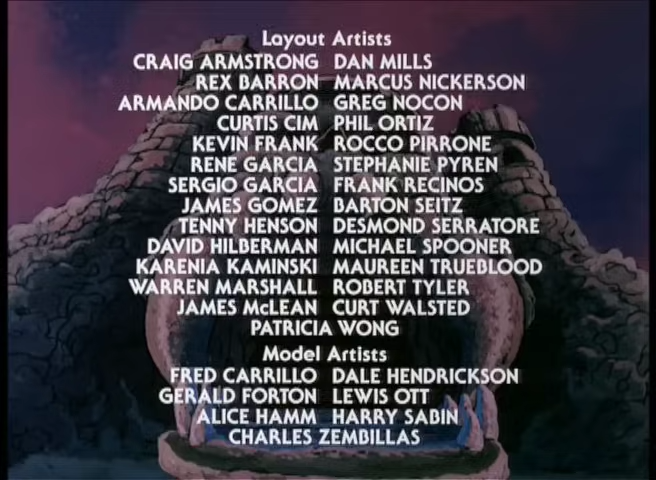 Layout Artists
CRAIG ARMSTRONG DAN MILLS
REX BARRON MARCUS NICKERSON
ARMANDO CARRILLO GREG NOCON
CURTIS CIM PHIL ORTIZ
KEVIN FRANK ROCCO PIRRONE
RENE GARCIA STEPHANIE PYREN
SERGIO GARCIA FRANK RECINOS
JAMES GOMEZ BARTON SEITZ
TENNY HENSON DESMOND SERRATORE
DAVID HILBERMAN MICHAEL SPOONER
KARENIA KAMINSKI MAUREEN TRUEBLOOD
WARREN MARSHALL ROBERT TYLER
JAMES McLEAN CURT WALSTED
PATRICIA WONG
Model Artists
FRED CARRILLO DALE HENDRICKSON
GERALD FORTON LEWIS OTT
ALICE HAMM HARRY SABIN
CHARLES ZEMBILLAS